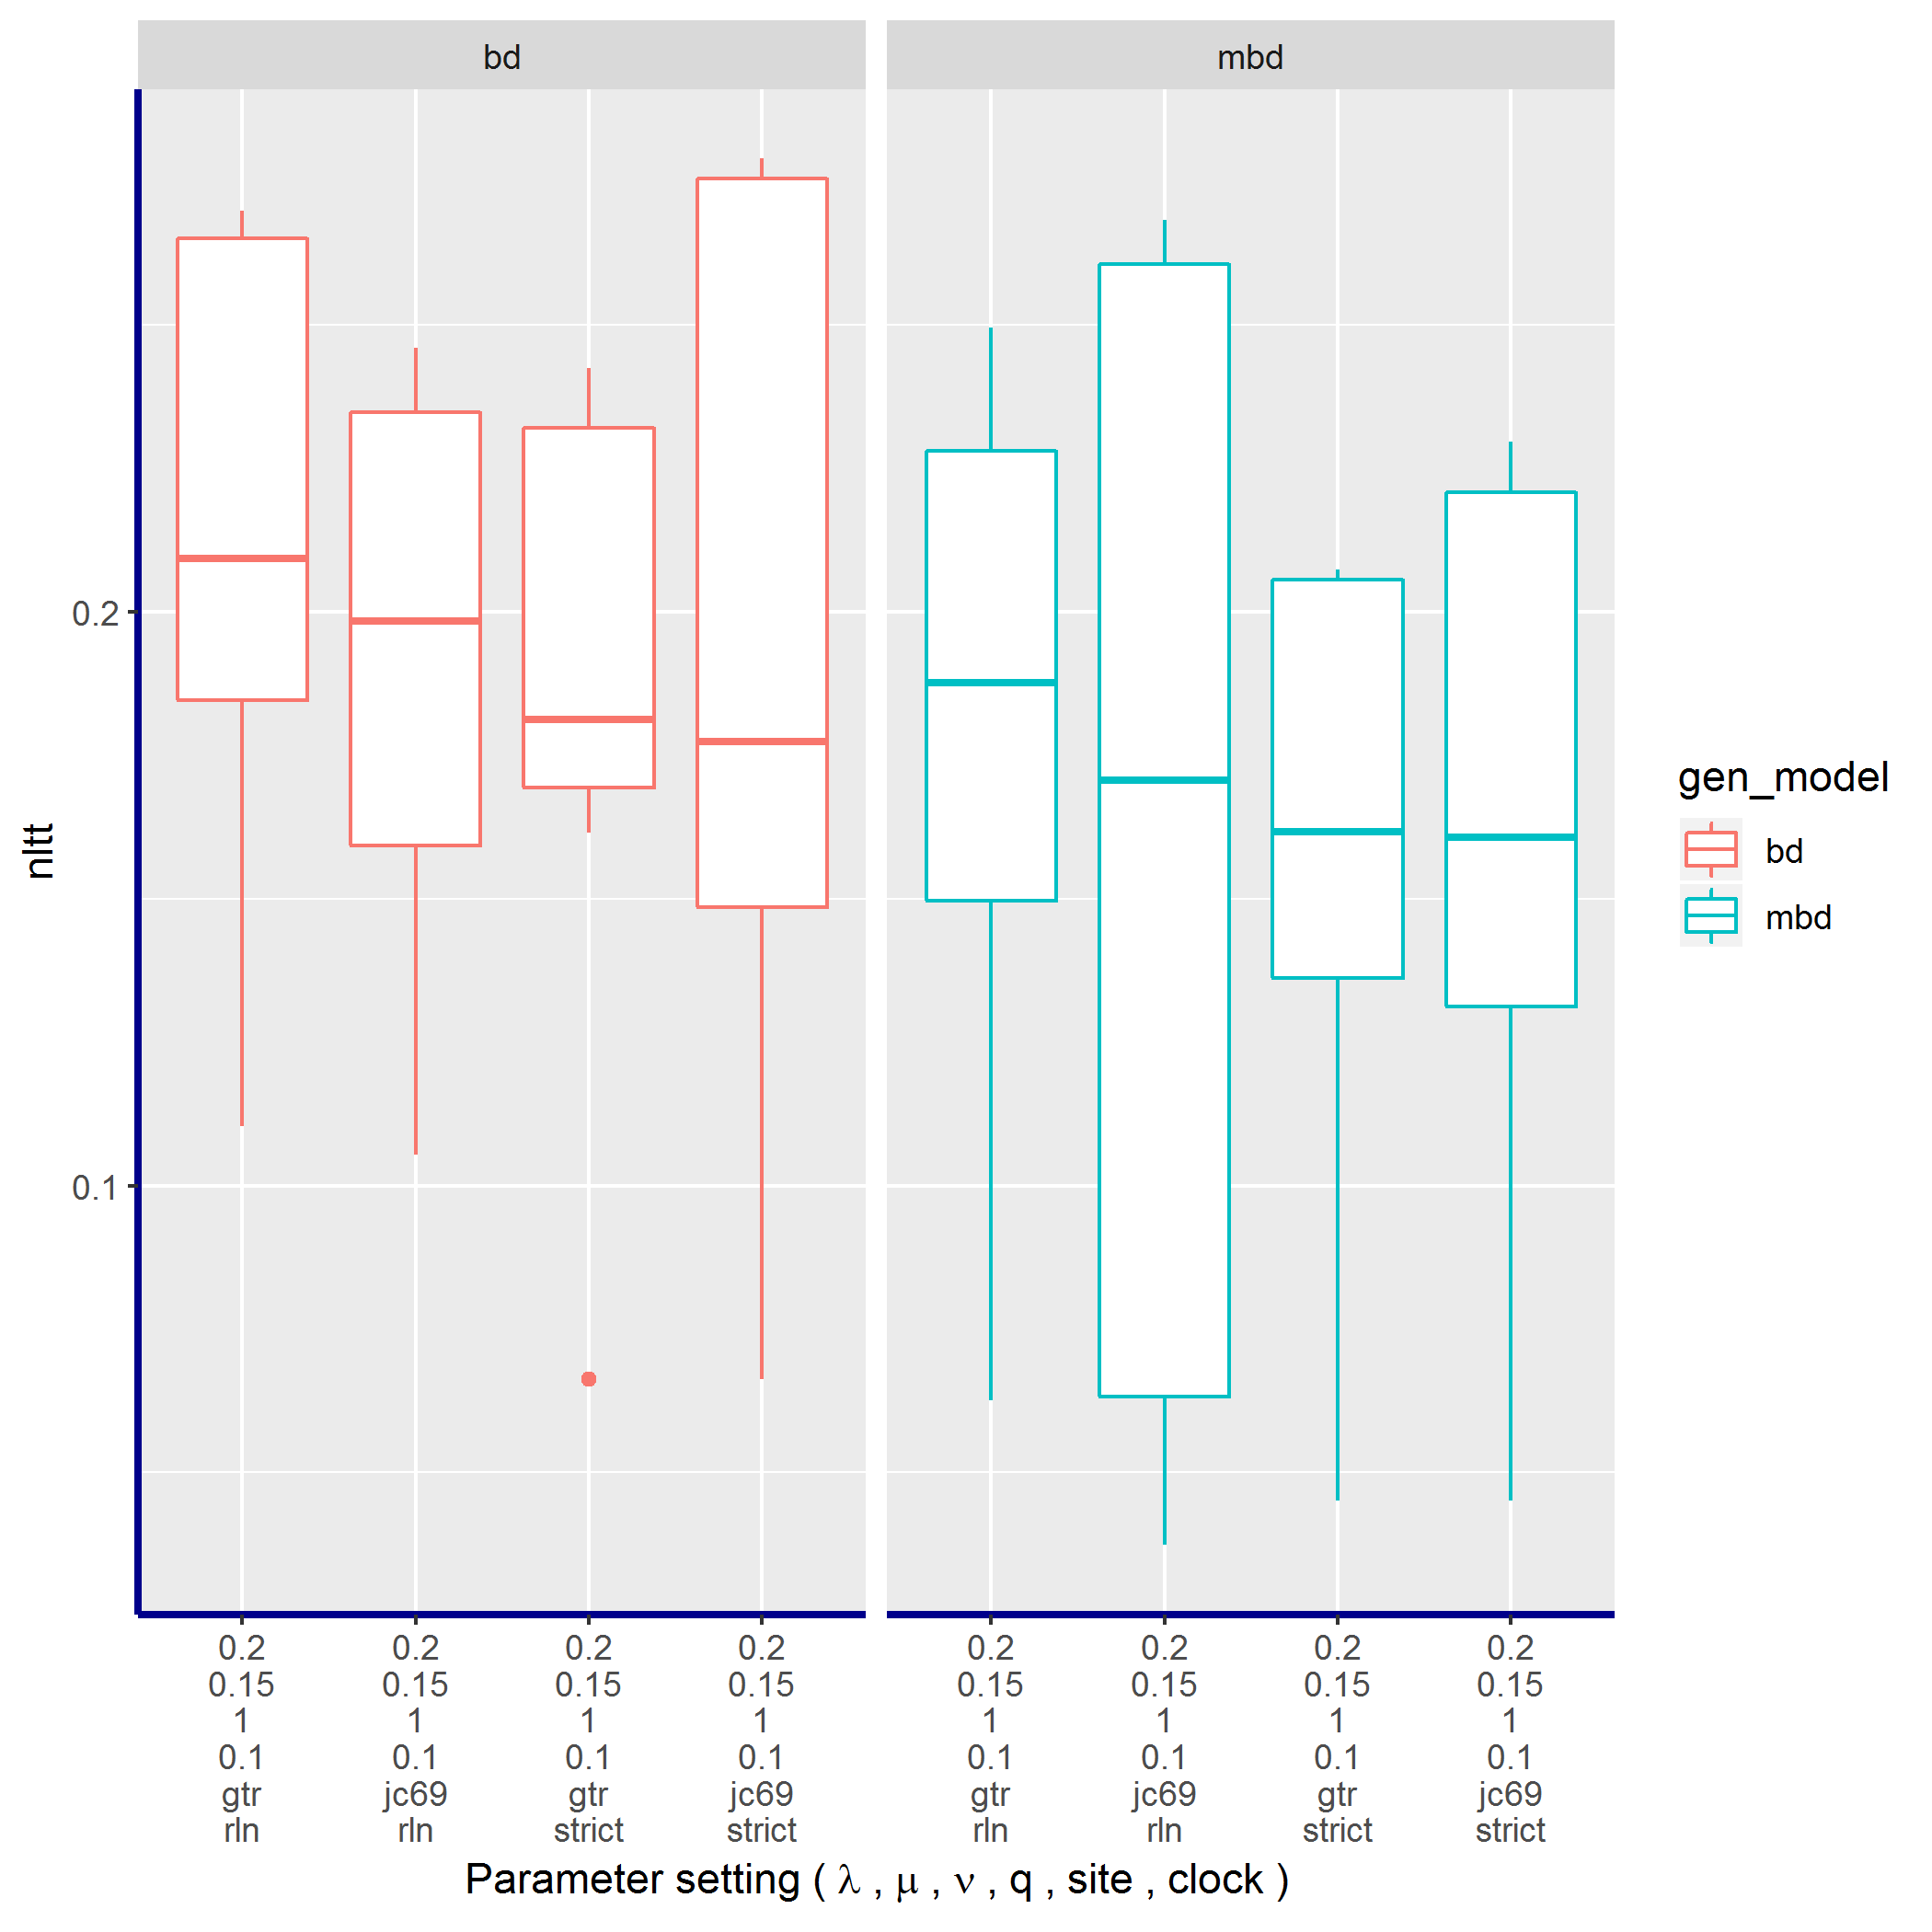 bd mbd
nltt
0.2
0.1
0.2 0.2 0.2 0.2 0.2 0.2 0.2 0.2
0.15 0.15 0.15 0.15 0.15 0.15 0.15 0.15
1 1 1 1 1 1 1 1
0.1 0.1 0.1 0.1 0.1 0.1 0.1 0.1
gtr jc69 gtr jc69 gtr jc69 gtr jc69
rln rln strict strict rln rln strict strict
Parameter setting ( λ , μ , ν , q , site , clock )
gen_model
bd
mbd